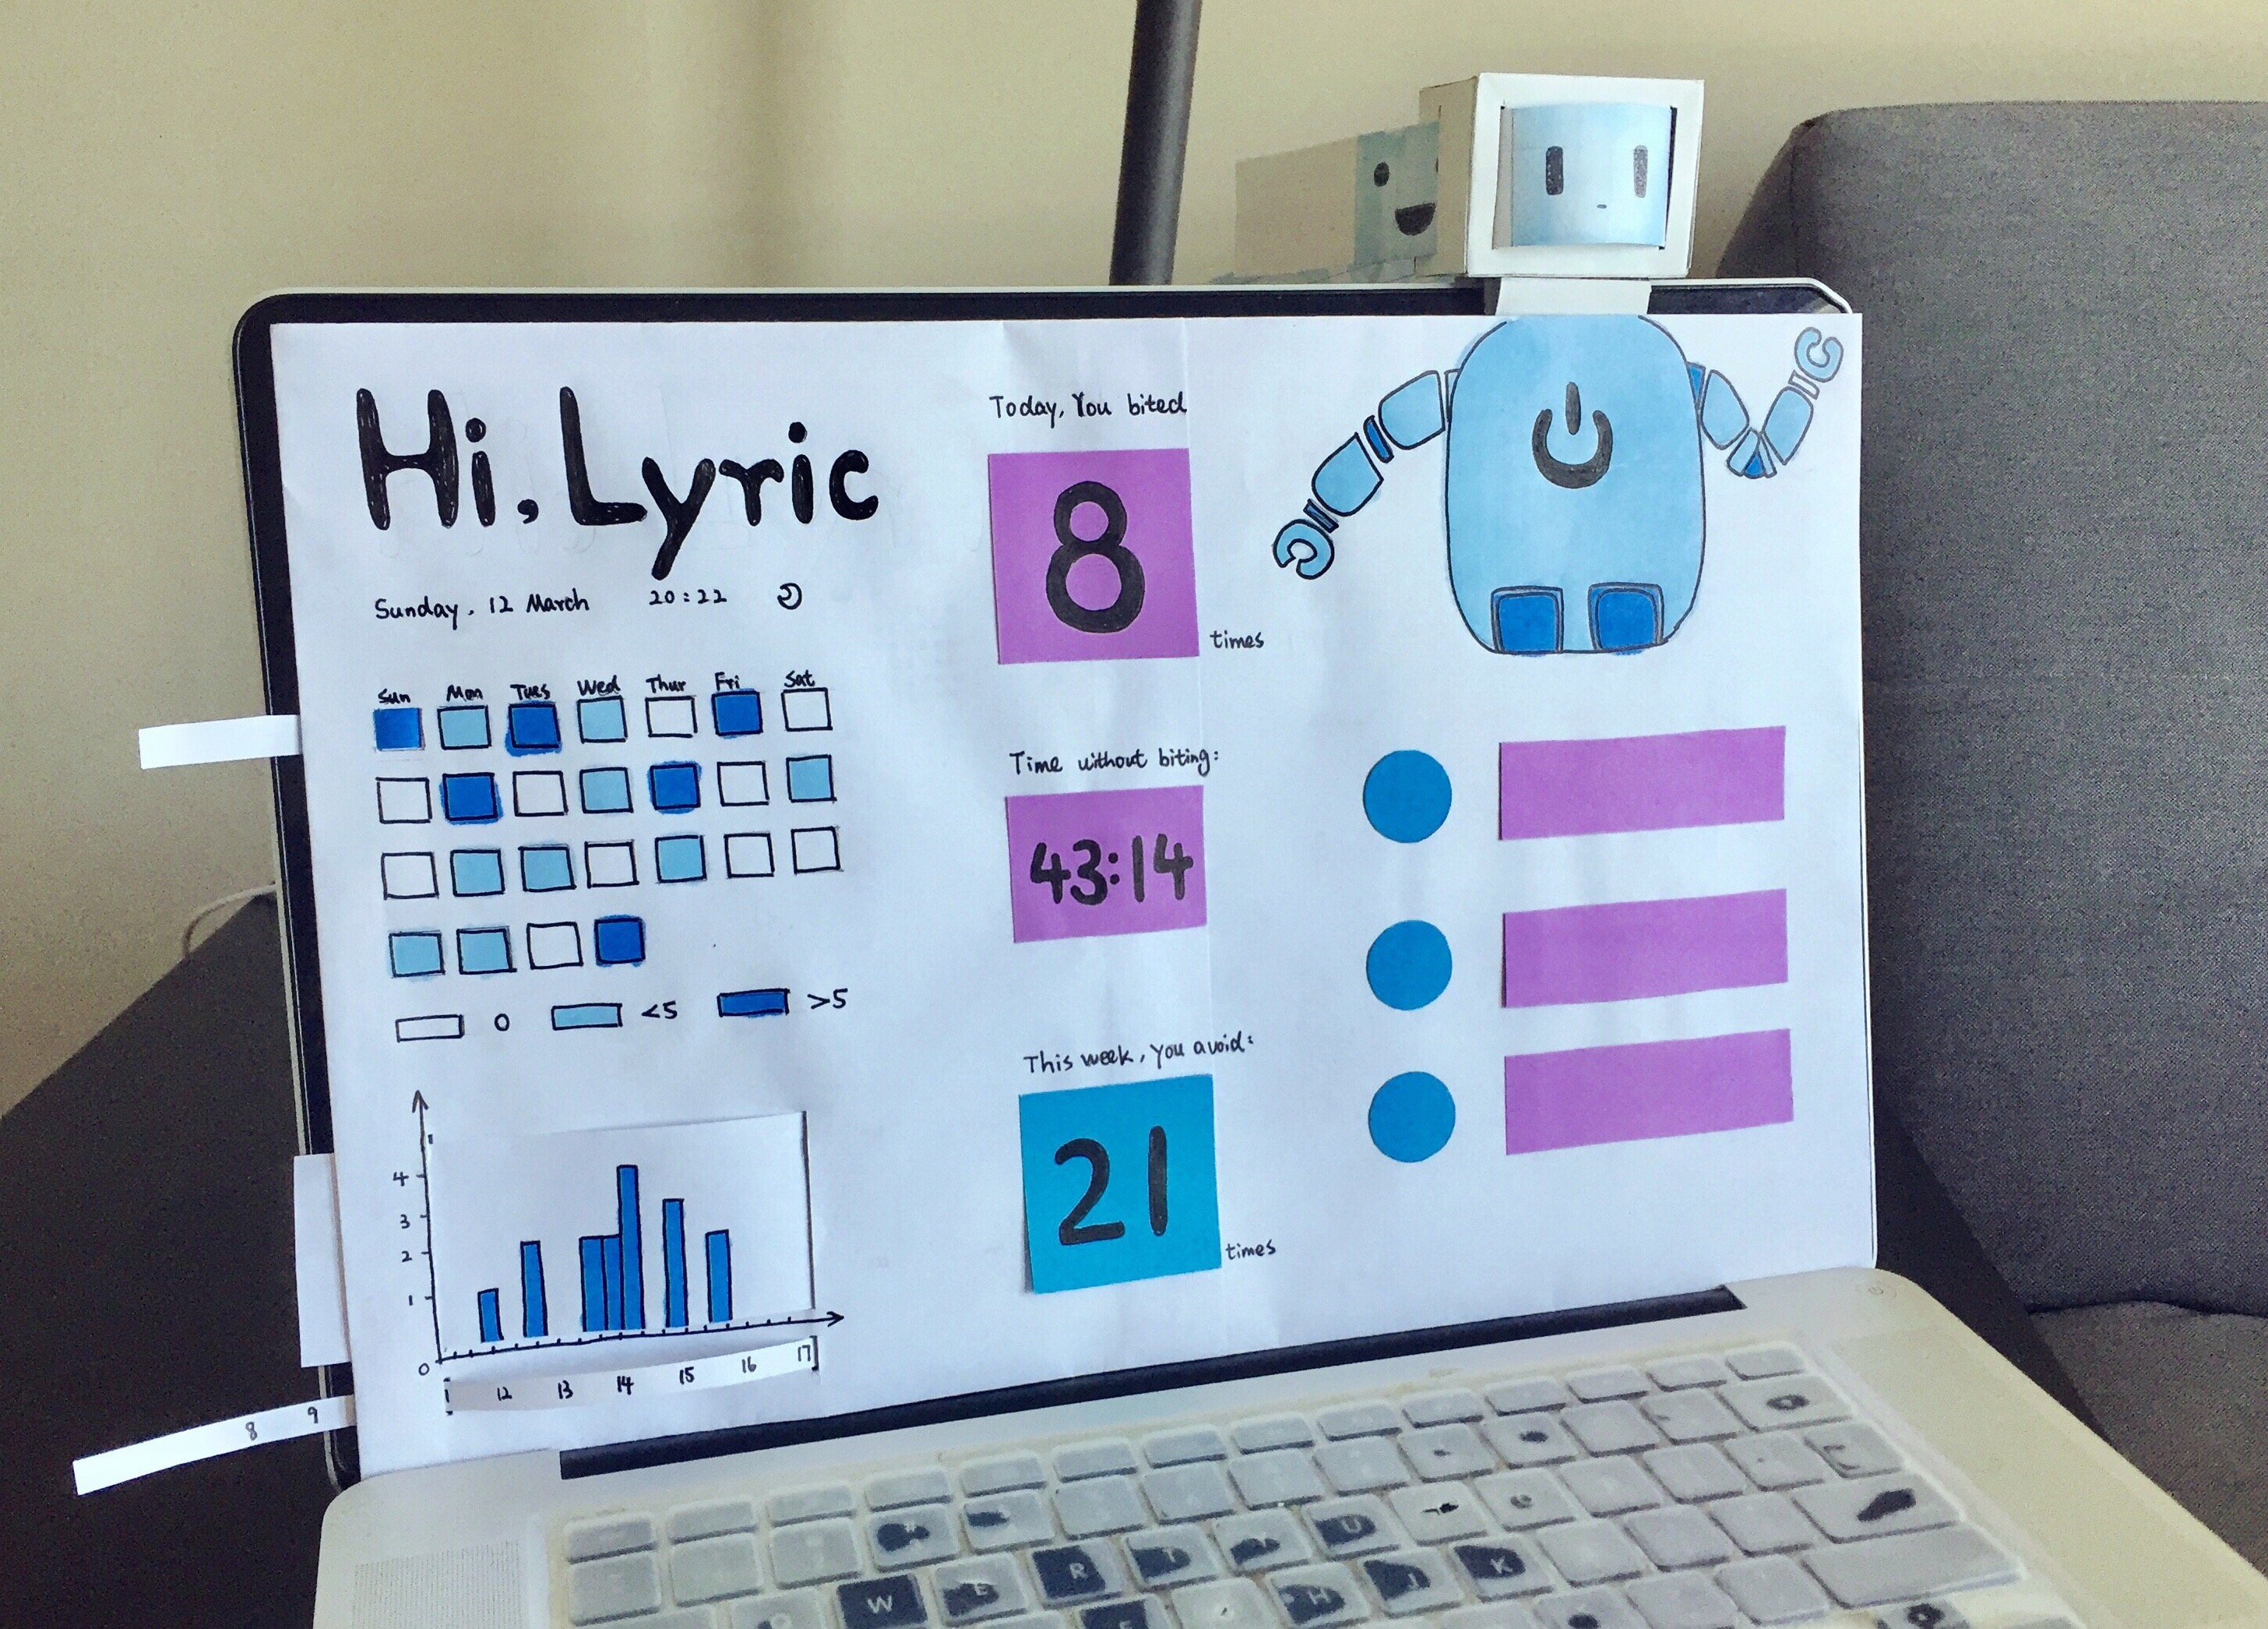 Hi, Lyric
Sunday, 12 March 20:22
Sun Mon Tues Wed Thur Fri Sat
0 <5 >5
4
3
2
1
0
8 9 12 13 14 15 16 17
Today, You bited
8
times
Time without biting:
43:14
This week, you avoid:
21
times
U
W E R
H J K